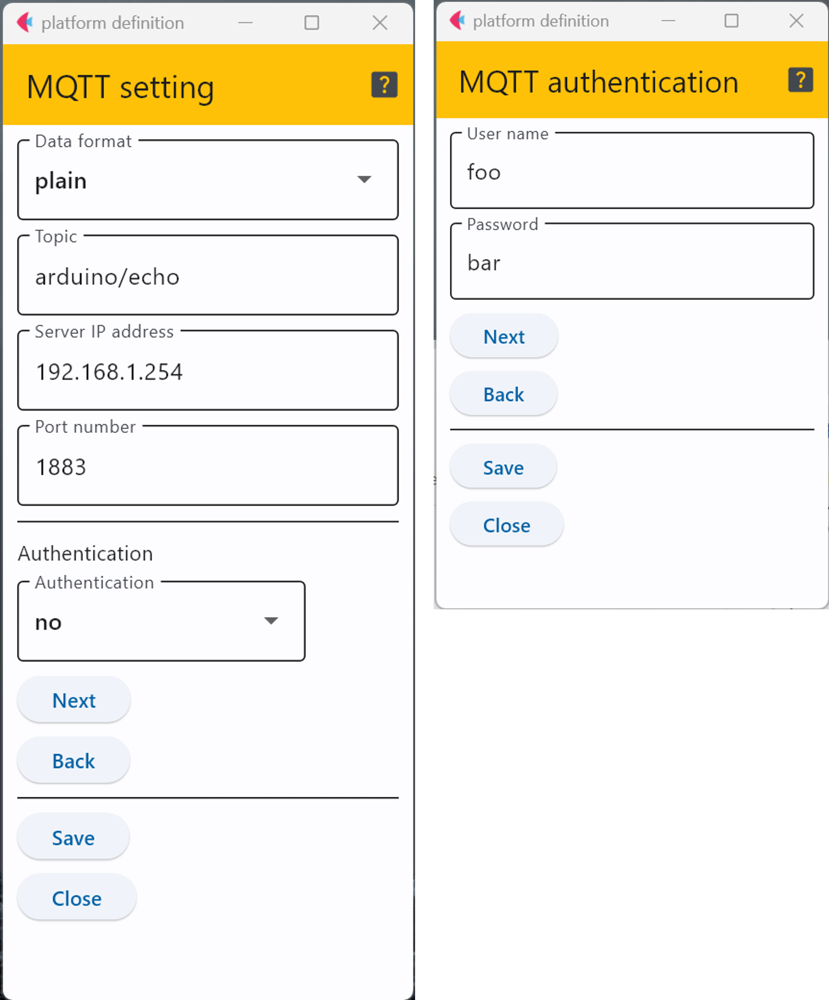 platform definition
MQTT setting
?
Data format
plain
Topic
arduino/echo
Server IP address
192.168.1.254
Port number
1883
Authentication
Authentication
no
Next
Back
Save
Close
platform definition
MQTT authentication
?
User name
foo
Password
bar
Next
Back
Save
Close